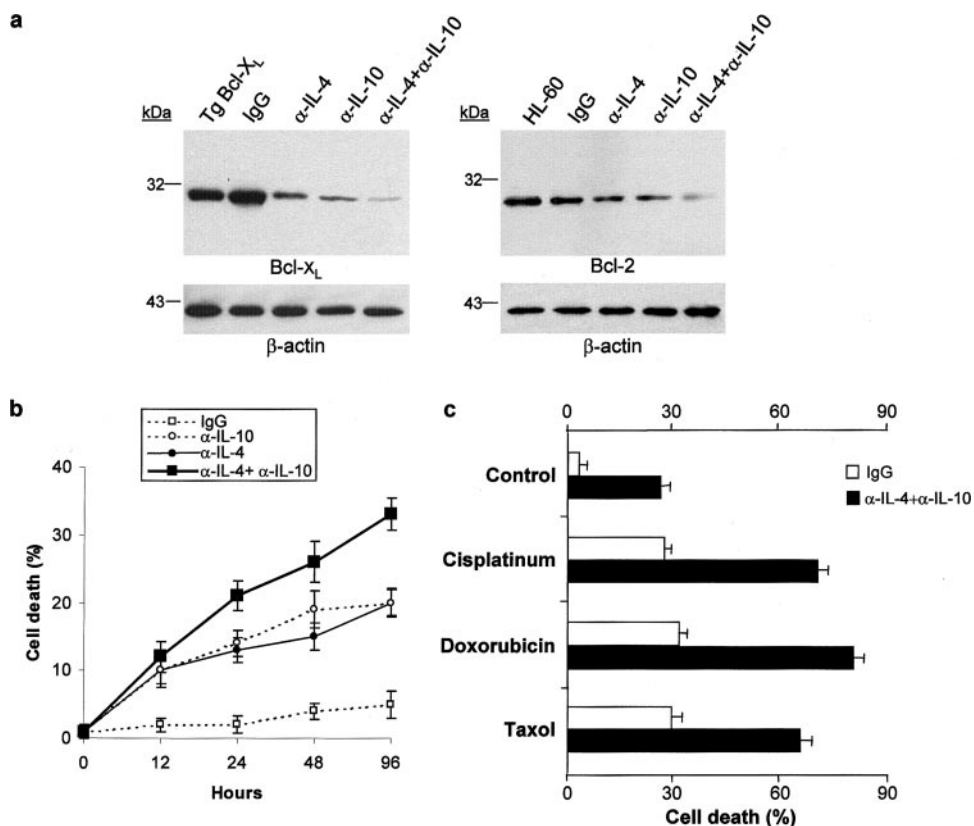 a
kDa
Tg Bcl-XL
IgG
α-IL-4
α-IL-10
α-IL-4+α-IL-10
32
Bcl-XL
43
β-actin
kDa
HL-60
IgG
α-IL-4
α-IL-10
α-IL-4+α-IL-10
32
Bcl-2
43
β-actin
b
IgG
α-IL-10
α-IL-4
α-IL-4+ α-IL-10
Cell death (%)
40
30
20
10
0
0 12 24 48 96
Hours
c
0 30 60 90
Control
Cisplatinum
Doxorubicin
Taxol
IgG
α-IL-4+α-IL-10
0 30 60 90
Cell death (%)